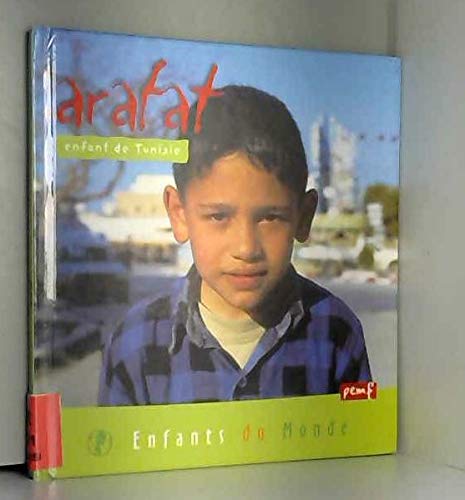 arafat
enfant de Tunisie
pemf
Enfants du Monde